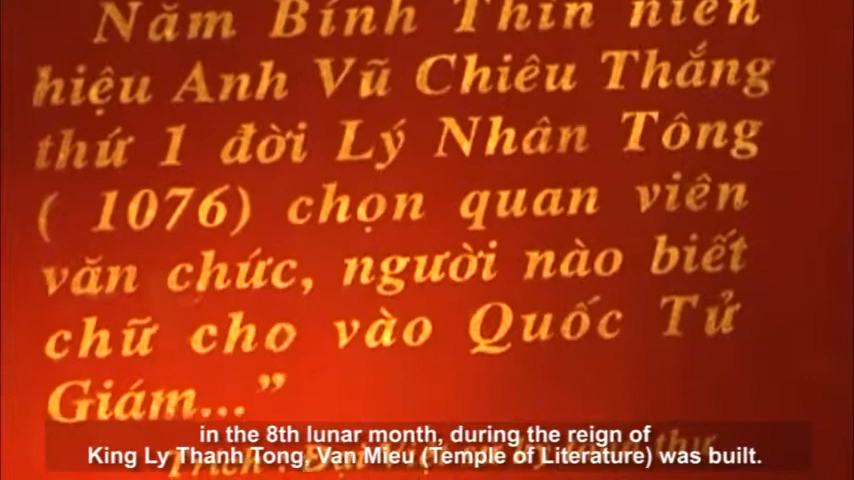 Năm Bính Thìn niên
hiệu Anh Vũ Chiêu Thắng
thứ 1 đời Lý Nhân Tông
( 1076) chọn quan viên
văn chức, người nào biết
chữ cho vào Quốc Tử
Giám...”
in the 8th lunar month, during the reign of
King Ly Thanh Tong, Van Mieu (Temple of Literature) was built.